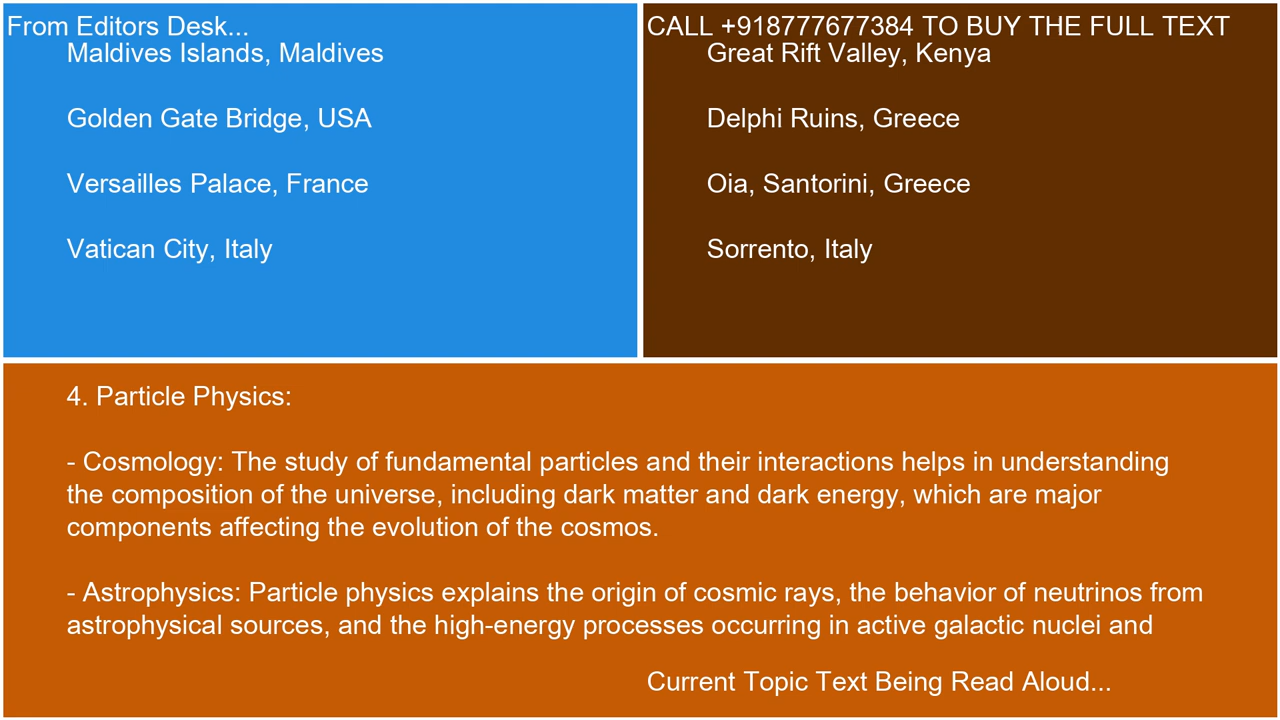 From Editors Desk...
Maldives Islands, Maldives
Golden Gate Bridge, USA
Versailles Palace, France
Vatican City, Italy
CALL +918777677384 TO BUY THE FULL TEXT
Great Rift Valley, Kenya
Delphi Ruins, Greece
Oia, Santorini, Greece
Sorrento, Italy
4. Particle Physics:
- Cosmology: The study of fundamental particles and their interactions helps in understanding
the composition of the universe, including dark matter and dark energy, which are major
components affecting the evolution of the cosmos.
- Astrophysics: Particle physics explains the origin of cosmic rays, the behavior of neutrinos from
astrophysical sources, and the high-energy processes occurring in active galactic nuclei and
Current Topic Text Being Read Aloud...